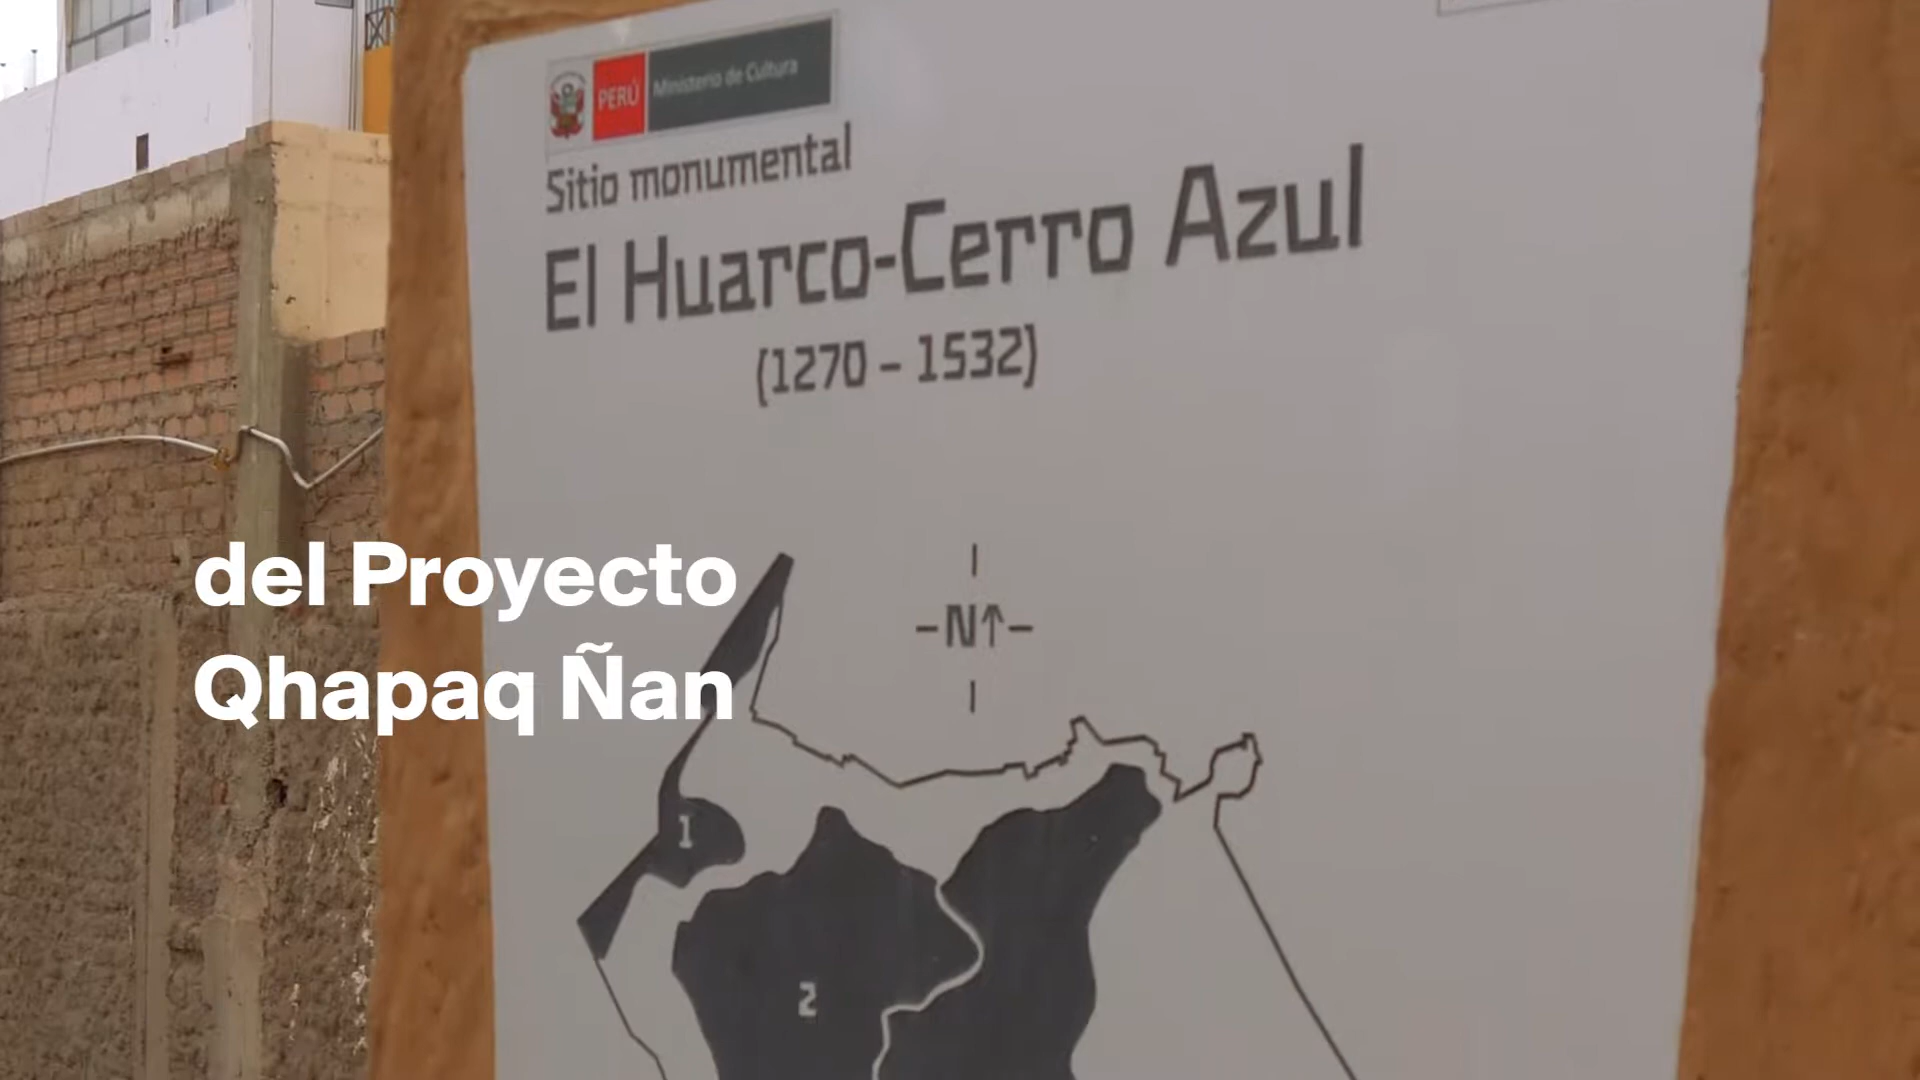 PERÚ
Ministerio de Cultura
Sitio monumental
El Huarco-Cerro Azul
(1270 – 1532)
del Proyecto
Qhapaq Ñan
-N↑-
1
2